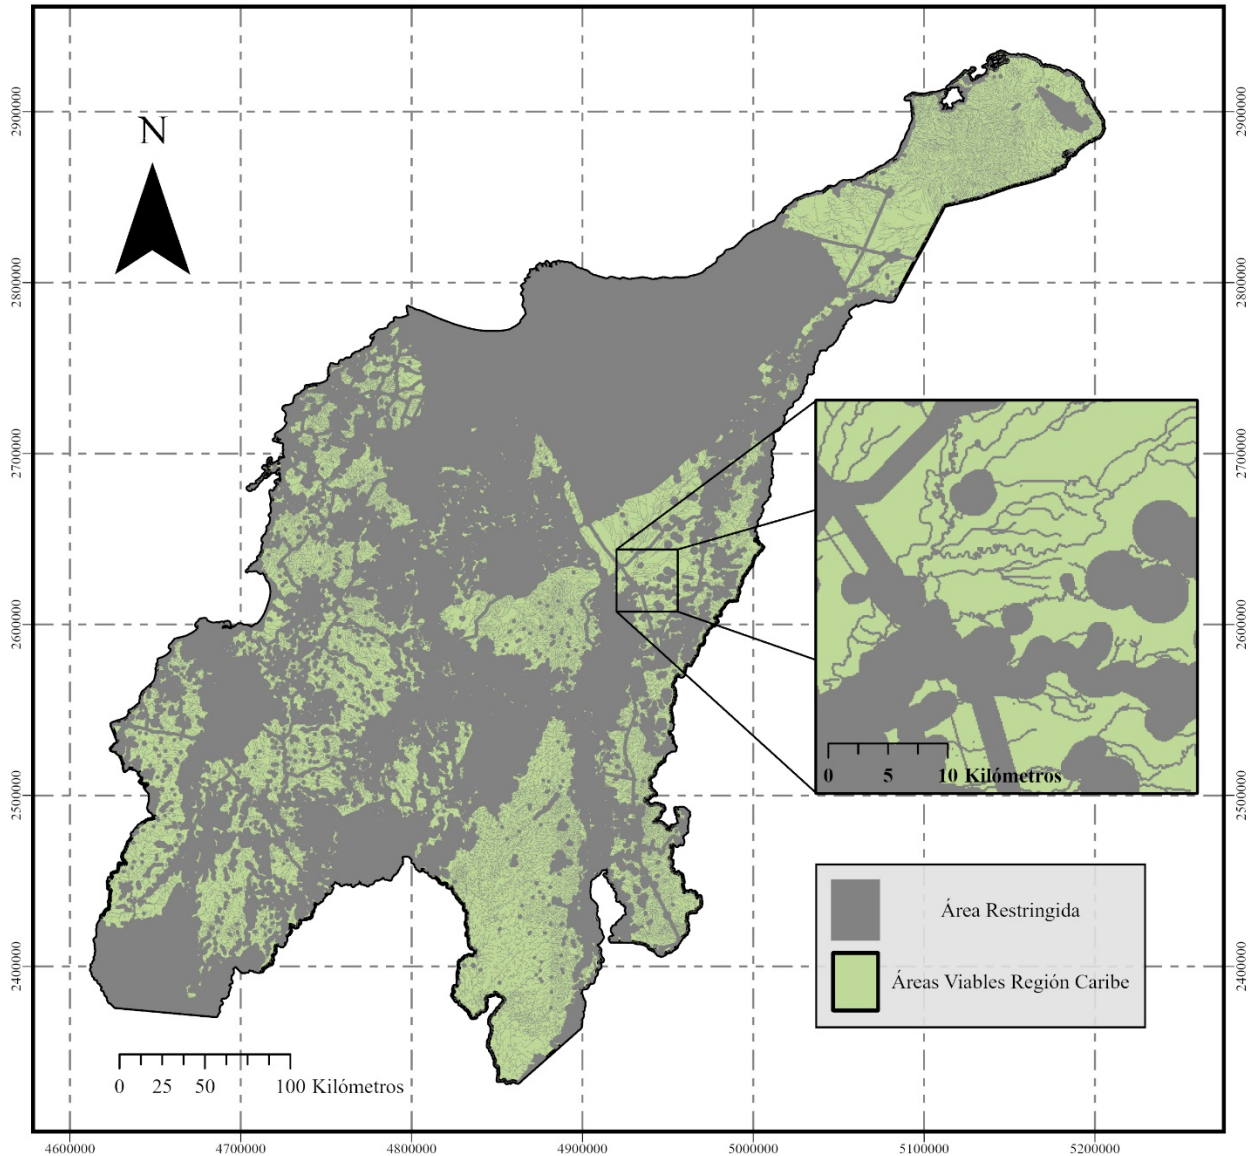 N
2900000
2900000
2800000
2800000
2700000
2700000
2600000
2600000
2500000
2500000
2400000
2400000
0 5 10 Kilómetros
Área Restringida
Áreas Viables Región Caribe
0 25 50 100 Kilómetros
4600000 4700000 4800000 4900000 5000000 5100000 5200000